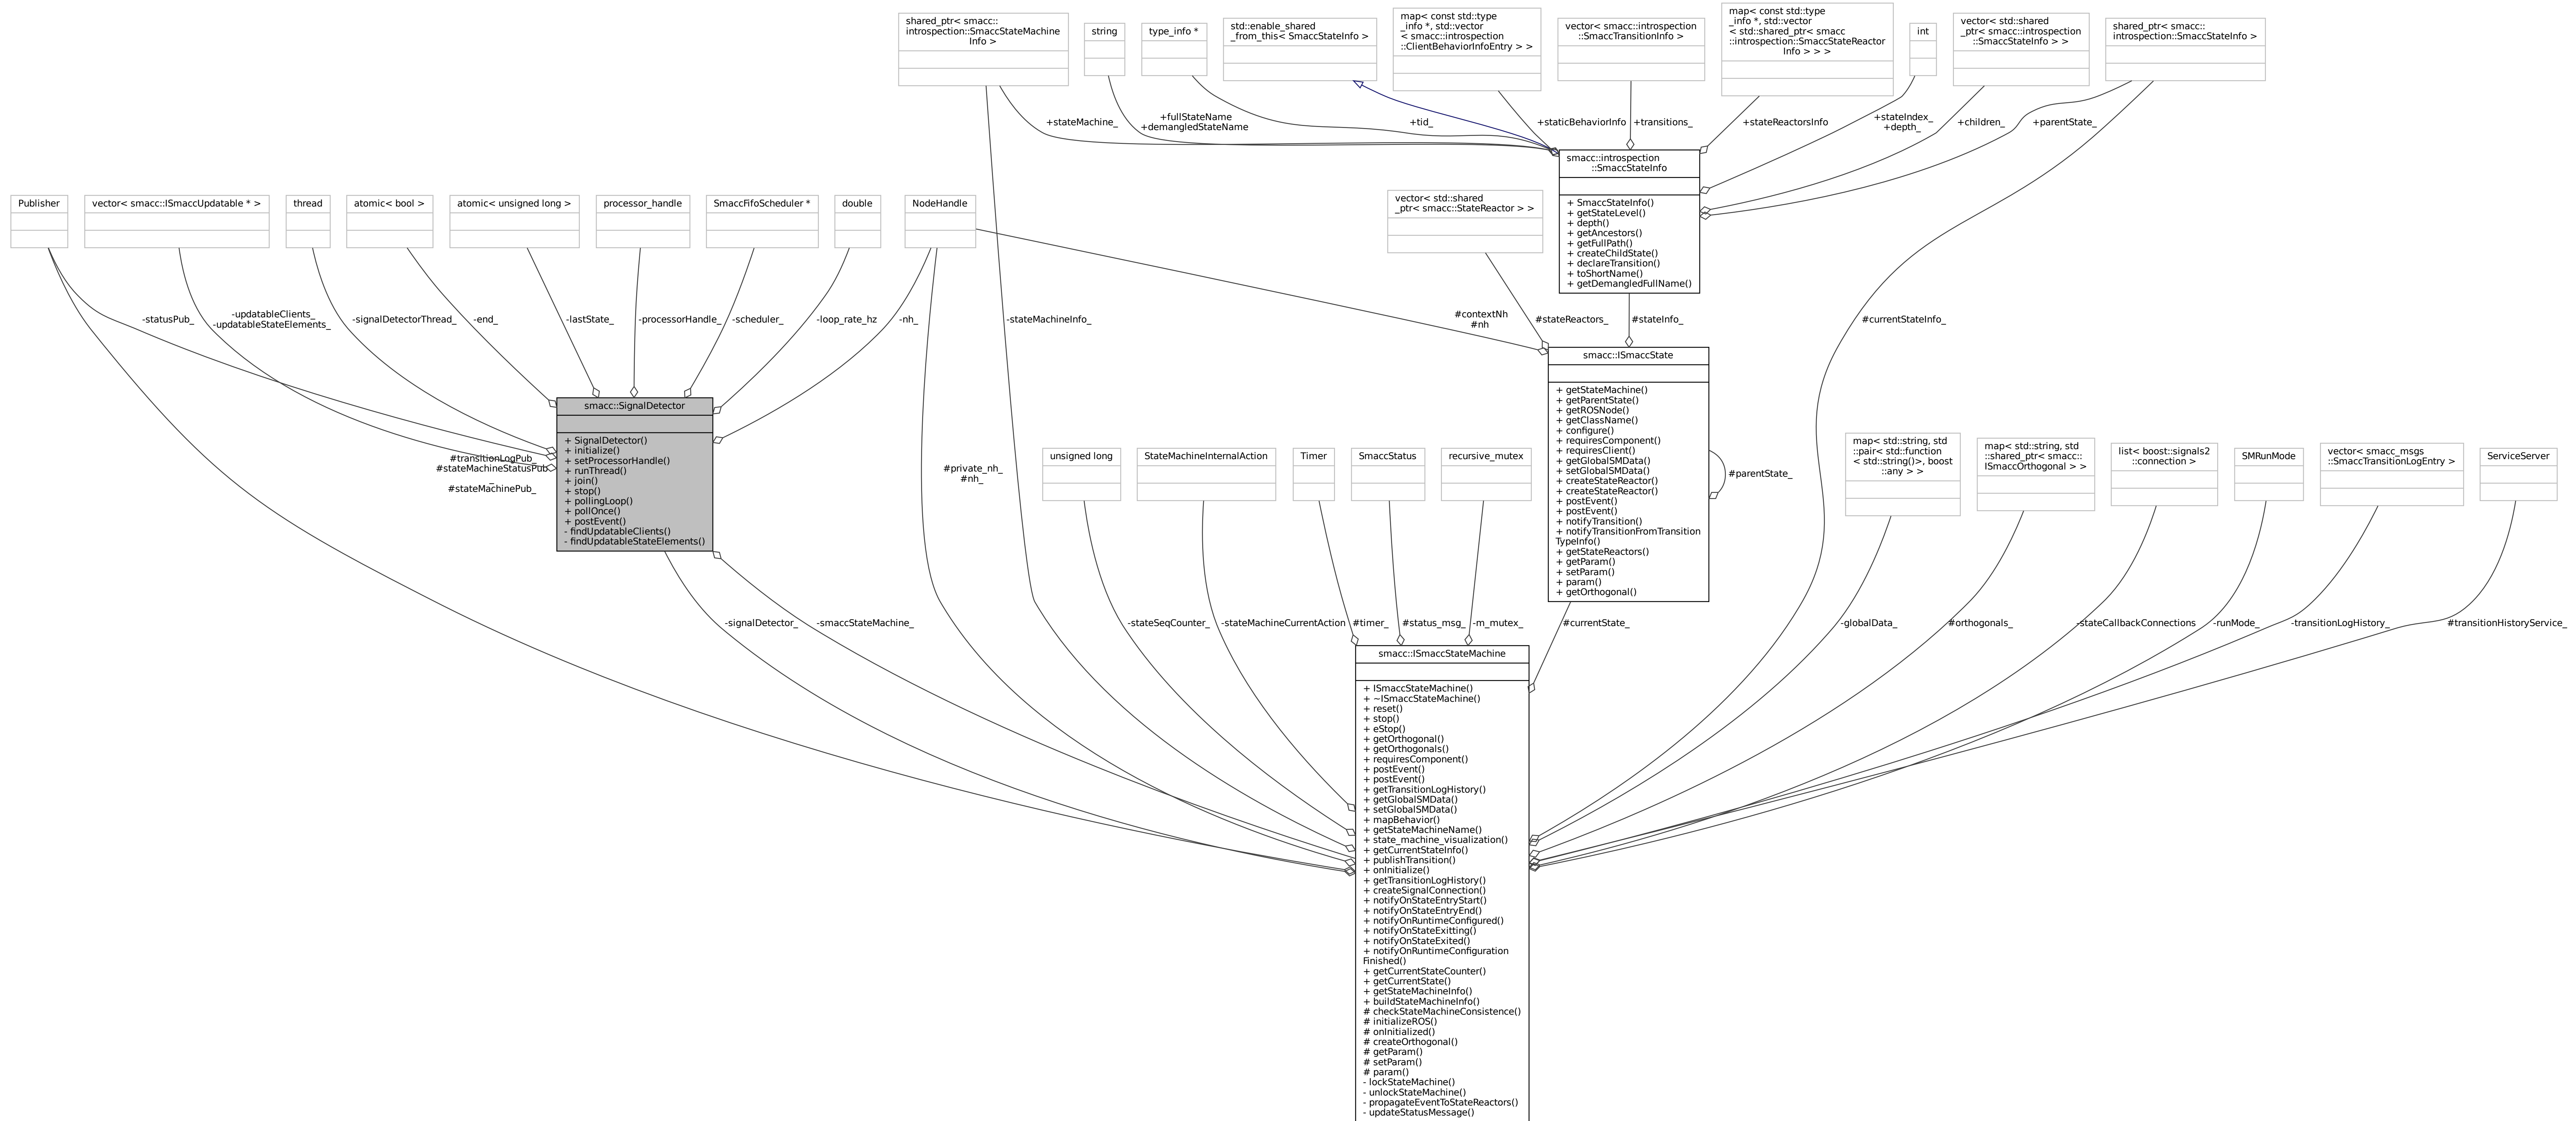 shared_ptr< smacc::
introspection::SmaccStateMachine
Info >
string
type_info *
std::enable_shared
_from_this< SmaccStateInfo >
map< const std::type
_info *, std::vector
< smacc::introspection
::ClientBehaviorInfoEntry > >
vector< smacc::introspection
::SmaccTransitionInfo >
map< const std::type
_info *, std::vector
< std::shared_ptr< smacc
::introspection::SmaccStateReactor
Info > > >
int
vector< std::shared
_ptr< smacc::introspection
::SmaccStateInfo > >
shared_ptr< smacc::
introspection::SmaccStateInfo >
+stateMachine_
+fullStateName
+demangledStateName
+tid_
+staticBehaviorInfo
+transitions_
+stateReactorsInfo
+stateIndex_
+depth_
+children_
+parentState_
smacc::introspection
::SmaccStateInfo
+ SmaccStateInfo()
+ getStateLevel()
+ depth()
+ getAncestors()
+ getFullPath()
+ createChildState()
+ declareTransition()
+ toShortName()
+ getDemangledFullName()
Publisher
vector< smacc::ISmaccUpdatable * >
thread
atomic< bool >
atomic< unsigned long >
processor_handle
SmaccFifoScheduler *
double
NodeHandle
vector< std::shared
_ptr< smacc::StateReactor > >
-statusPub_
-updatableClients_
-updatableStateElements_
-signalDetectorThread_
-end_
-lastState_
-processorHandle_
-scheduler_
-loop_rate_hz
-nh_
-stateMachineInfo_
#contextNh
#nh
#stateReactors_
#stateInfo_
#currentStateInfo_
smacc::SignalDetector
+ SignalDetector()
+ initialize()
+ setProcessorHandle()
+ runThread()
+ join()
+ stop()
+ pollingLoop()
+ pollOnce()
+ postEvent()
- findUpdatableClients()
- findUpdatableStateElements()
#transitionLogPub_
#stateMachineStatusPub
_
#stateMachinePub_
#private_nh_
#nh_
smacc::ISmaccState
+ getStateMachine()
+ getParentState()
+ getROSNode()
+ getClassName()
+ configure()
+ requiresComponent()
+ requiresClient()
+ getGlobalSMData()
+ setGlobalSMData()
+ createStateReactor()
+ createStateReactor()
+ postEvent()
+ postEvent()
+ notifyTransition()
+ notifyTransitionFromTransition
TypeInfo()
+ getStateReactors()
+ getParam()
+ setParam()
+ param()
+ getOrthogonal()
#parentState_
unsigned long
StateMachineInternalAction
Timer
SmaccStatus
recursive_mutex
map< std::string, std
::pair< std::function
< std::string()>, boost
::any > >
map< std::string, std
::shared_ptr< smacc::
ISmaccOrthogonal > >
list< boost::signals2
::connection >
SMRunMode
vector< smacc_msgs
::SmaccTransitionLogEntry >
ServiceServer
-signalDetector_
-smaccStateMachine_
-stateSeqCounter_
-stateMachineCurrentAction
#timer_
#status_msg_
-m_mutex_
#currentState_
-globalData_
#orthogonals_
-stateCallbackConnections
-runMode_
-transitionLogHistory_
#transitionHistoryService_
smacc::ISmaccStateMachine
+ ISmaccStateMachine()
+ ~ISmaccStateMachine()
+ reset()
+ stop()
+ eStop()
+ getOrthogonal()
+ getOrthogonals()
+ requiresComponent()
+ postEvent()
+ postEvent()
+ getTransitionLogHistory()
+ getGlobalSMData()
+ setGlobalSMData()
+ mapBehavior()
+ getStateMachineName()
+ state_machine_visualization()
+ getCurrentStateInfo()
+ publishTransition()
+ onInitialize()
+ getTransitionLogHistory()
+ createSignalConnection()
+ notifyOnStateEntryStart()
+ notifyOnStateEntryEnd()
+ notifyOnRuntimeConfigured()
+ notifyOnStateExitting()
+ notifyOnStateExited()
+ notifyOnRuntimeConfiguration
Finished()
+ getCurrentStateCounter()
+ getCurrentState()
+ getStateMachineInfo()
+ buildStateMachineInfo()
# checkStateMachineConsistence()
# initializeROS()
# onInitialized()
# createOrthogonal()
# getParam()
# setParam()
# param()
- lockStateMachine()
- unlockStateMachine()
- propagateEventToStateReactors()
- updateStatusMessage()